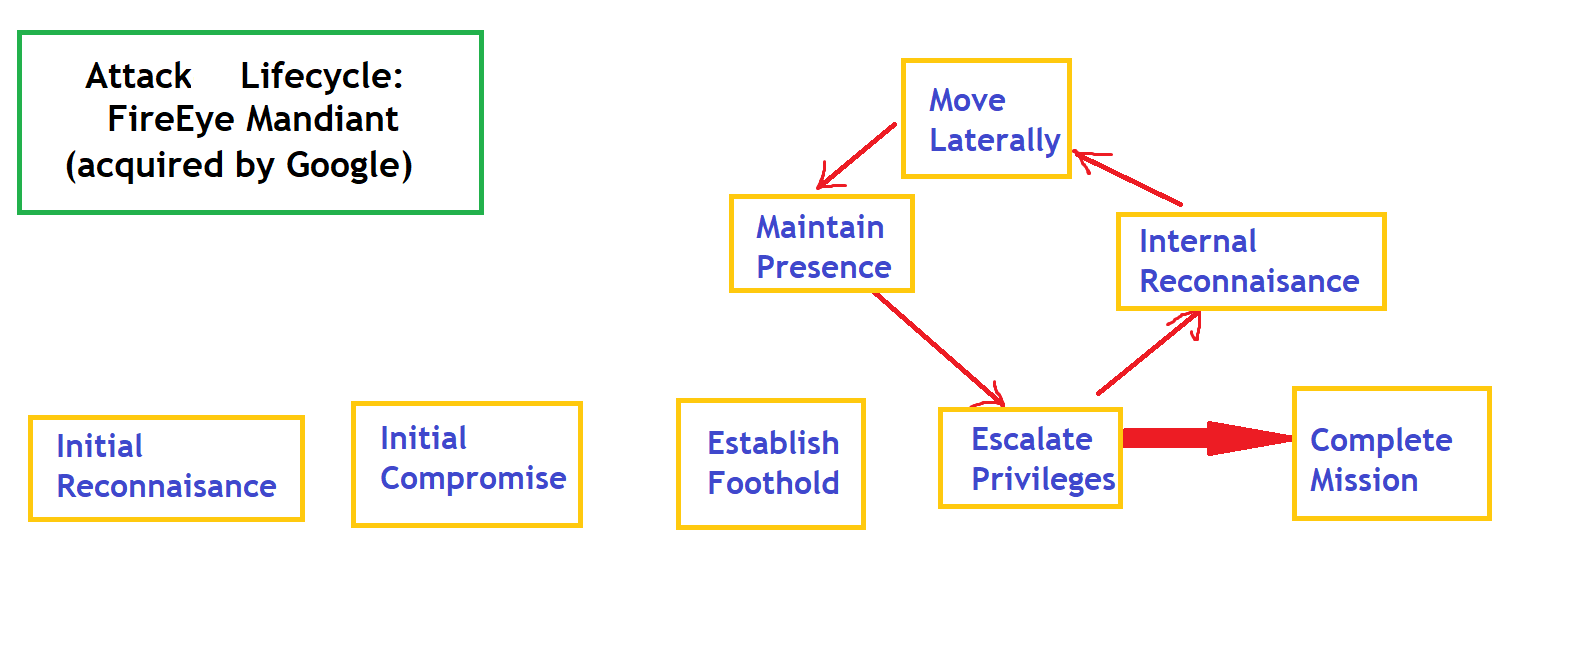 Attack Lifecycle:
FireEye Mandiant
(acquired by Google)
Move
Laterally
Maintain
Presence
Internal
Reconnaisance
Initial
Reconnaisance
Initial
Compromise
Establish
Foothold
Escalate
Privileges
Complete
Mission